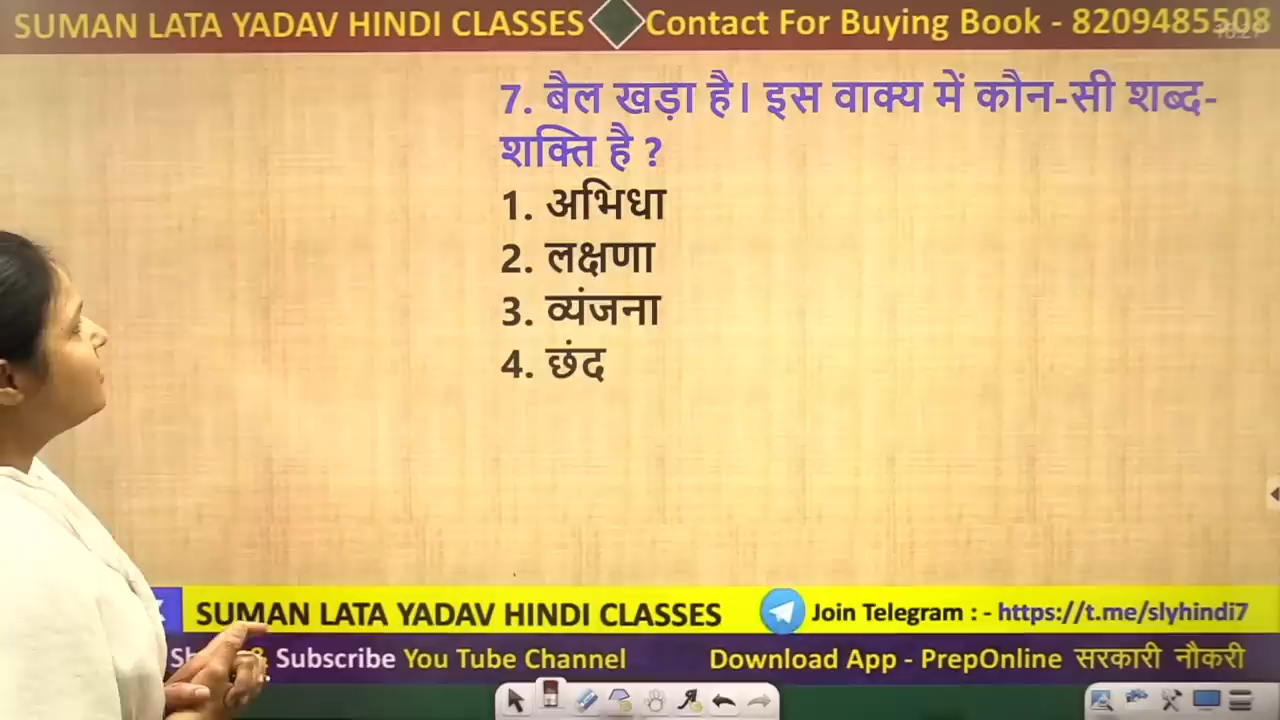 SUMAN LATA YADAV HINDI CLASSES Contact For Buying Book - 8209485508
7. बैल खड़ा है। इस वाक्य में कौन-सी शब्द-
शक्ति है ?
1. अभिधा
2. लक्षणा
3. व्यंजना
4. छंद
SUMAN LATA YADAV HINDI CLASSES Join Telegram : - https://t.me/slyhindi7
& Subscribe You Tube Channel Download App - PrepOnline सरकारी नौकरी